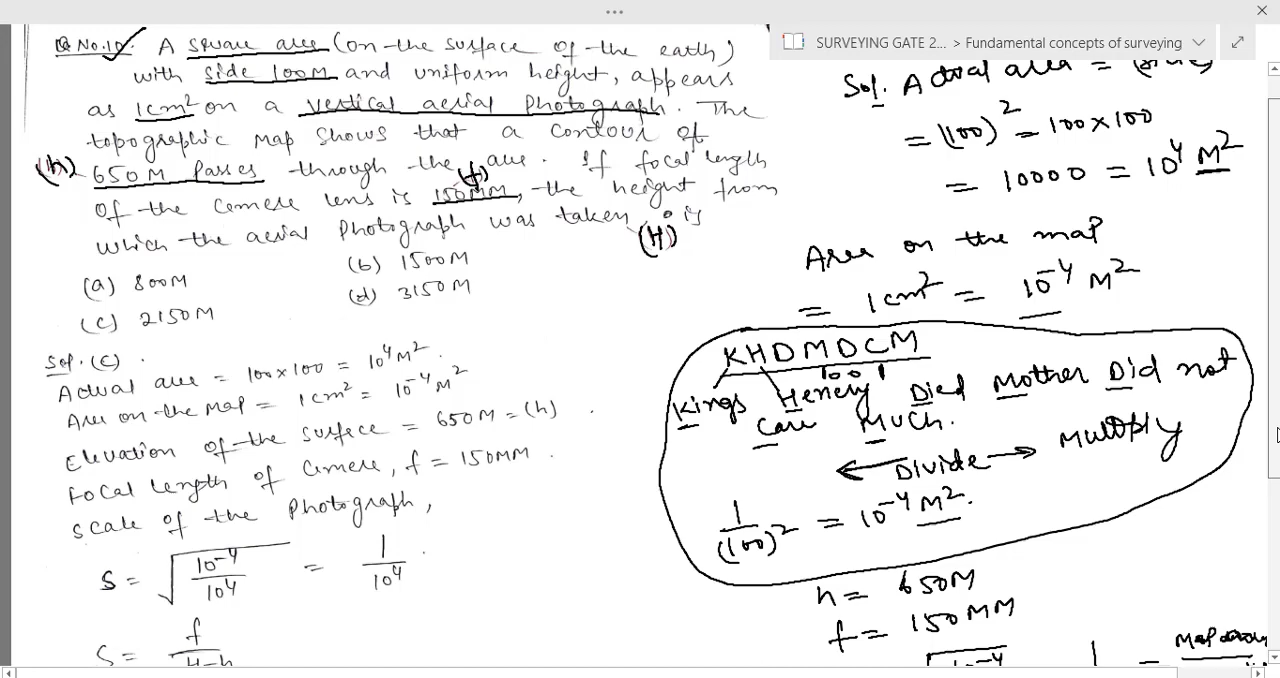 SURVEYING GATE 2... > Fundamental concepts of surveying
Q No.10. A square area (on the surface of the earth)
with side 100M and uniform height, appears
as 1cm² on a vertical aerial photograph. The
topographic map shows that a contour of
(h) 650M passes through the area. If focal length
of the camera lens is 150MM (f), the height from
which the aerial photograph was taken is
(H)
(a) 800M (b) 1500M
(c) 2150M (d) 3150M
Sol. (c).
Actual area = 100×100 = 10⁴M².
Area on the map = 1cm² = 10⁻⁴M²
Elevation of the surface = 650M = (h)
Focal length of camera, f = 150MM.
scale of the photograph,
S = √(10⁻⁴/10⁴) = 1/10⁴
S = f/(H-h)
Sol. Actual area =
= (100)² = 100×100
= 10000 = 10⁴ M²
Area on the map
= 1cm² = 10⁻⁴ M²
KHDMDCM
100 1
Kings Henery Died Mother Did not
Care Much.
← Divide → Multiply
1/(100)² = 10⁻⁴ M².
h = 650M
f = 150MM